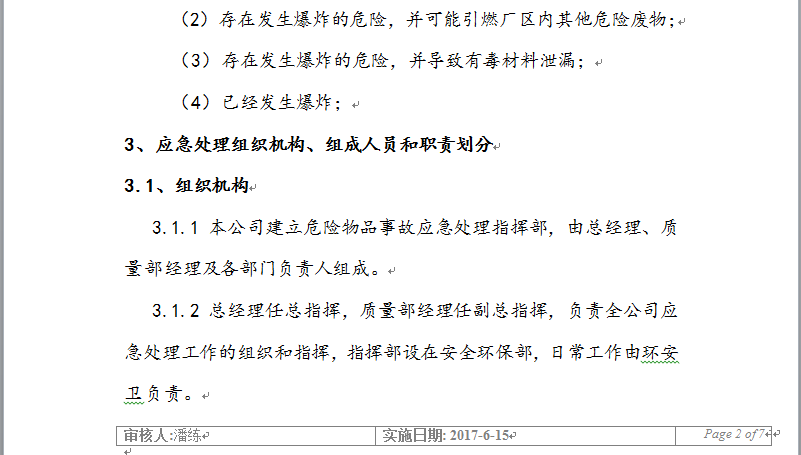 （2）存在发生爆炸的危险，并可能引燃厂区内其他危险废物；
（3）存在发生爆炸的危险，并导致有毒材料泄漏；
（4）已经发生爆炸；
3、应急处理组织机构、组成人员和职责划分
3.1、组织机构
3.1.1 本公司建立危险物品事故应急处理指挥部，由总经理、质
量部经理及各部门负责人组成。
3.1.2 总经理任总指挥，质量部经理任副总指挥，负责全公司应
急处理工作的组织和指挥，指挥部设在安全环保部，日常工作由环安
卫负责。
审核人:潘练 实施日期: 2017-6-15 Page 2 of 7